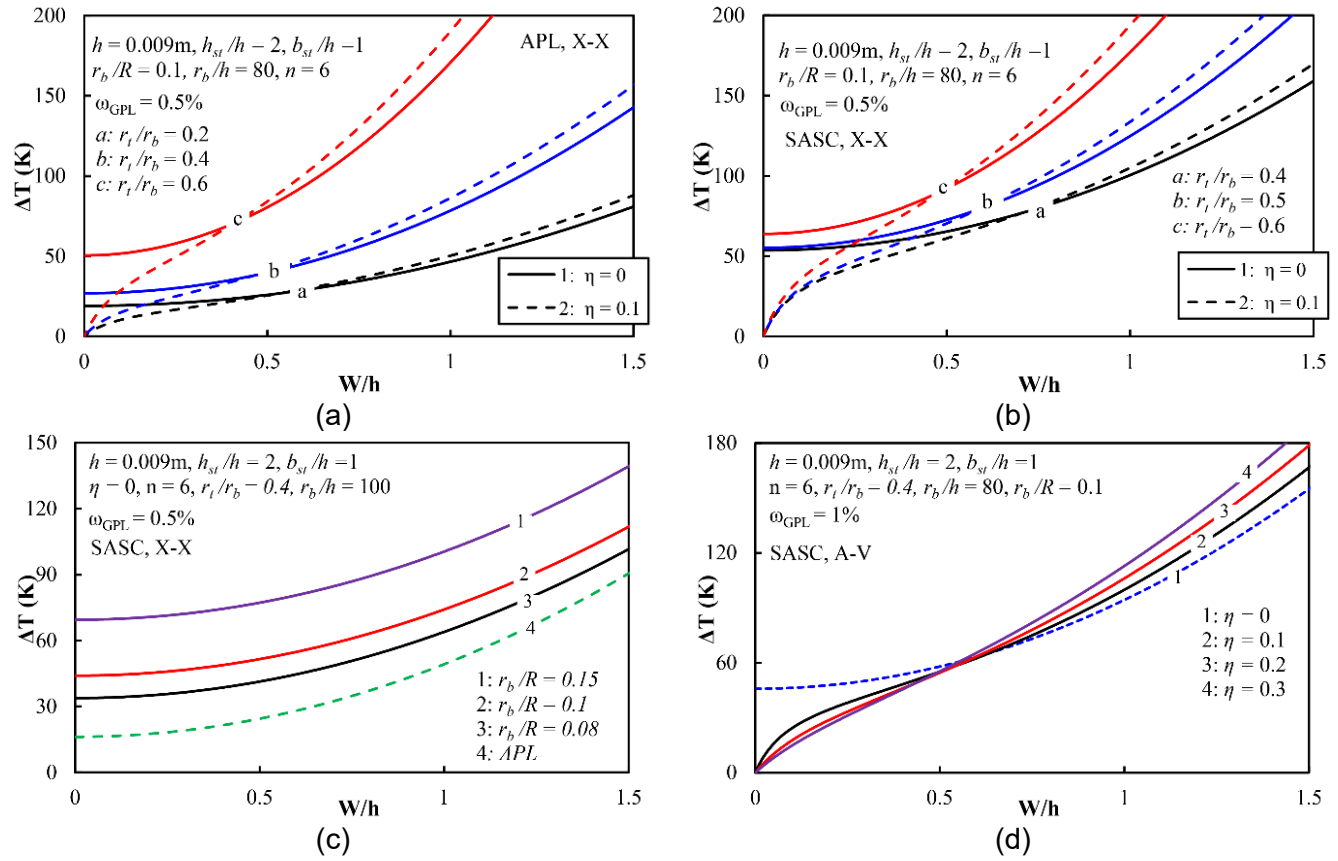 200
150
100
50
0
ΔT (K)
h = 0.009m, h_st/h − 2, b_st/h −1
r_b/R = 0.1, r_b/h = 80, n = 6
ω_GPL = 0.5%
a: r_t/r_b = 0.2
b: r_t/r_b = 0.4
c: r_t/r_b = 0.6
APL, X-X
c
b
a
1: η = 0
2: η = 0.1
0 0.5 1 1.5
W/h
(a)
200
150
100
50
0
ΔT (K)
h = 0.009m, h_st/h − 2, b_st/h −1
r_b/R = 0.1, r_b/h = 80, n = 6
ω_GPL = 0.5%
SASC, X-X
c
b
a
a: r_t/r_b = 0.4
b: r_t/r_b = 0.5
c: r_t/r_b − 0.6
1: η = 0
2: η = 0.1
0 0.5 1 1.5
W/h
(b)
150
120
90
60
30
0
ΔT (K)
h = 0.009m, h_st/h = 2, b_st/h =1
η = 0, n = 6, r_t/r_b = 0.4, r_b/h = 100
ω_GPL = 0.5%
SASC, X-X
1
2
3
4
1: r_b/R = 0.15
2: r_b/R − 0.1
3: r_b/R = 0.08
4: APL
0 0.5 1 1.5
W/h
(c)
180
120
60
0
ΔT (K)
h = 0.009m, h_st/h = 2, b_st/h =1
n = 6, r_t/r_b − 0.4, r_b/h = 80, r_b/R − 0.1
ω_GPL = 1%
SASC, A-V
4
3
2
1
1: η = 0
2: η = 0.1
3: η = 0.2
4: η = 0.3
0 0.5 1 1.5
W/h
(d)